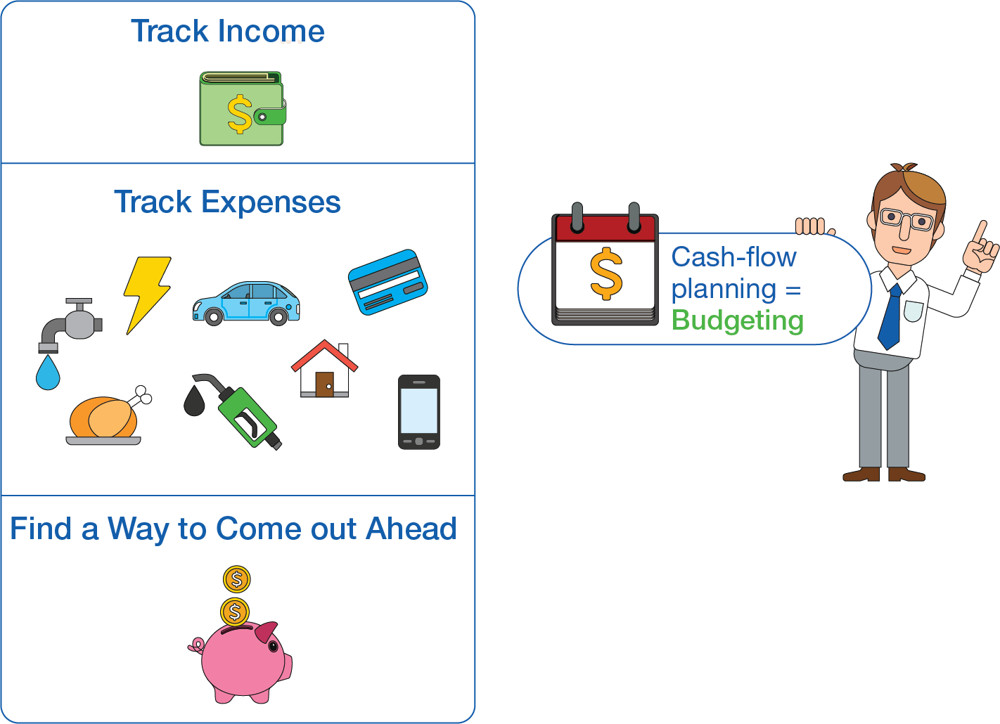 Track Income
$
Track Expenses
Find a Way to Come out Ahead
$
$
$
Cash-flow
planning =
Budgeting